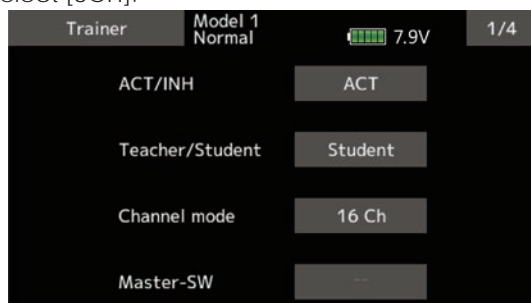 Trainer Model 1 Normal 7.9V 1/4
ACT/INH ACT
Teacher/Student Student
Channel mode 16 Ch
Master-SW --